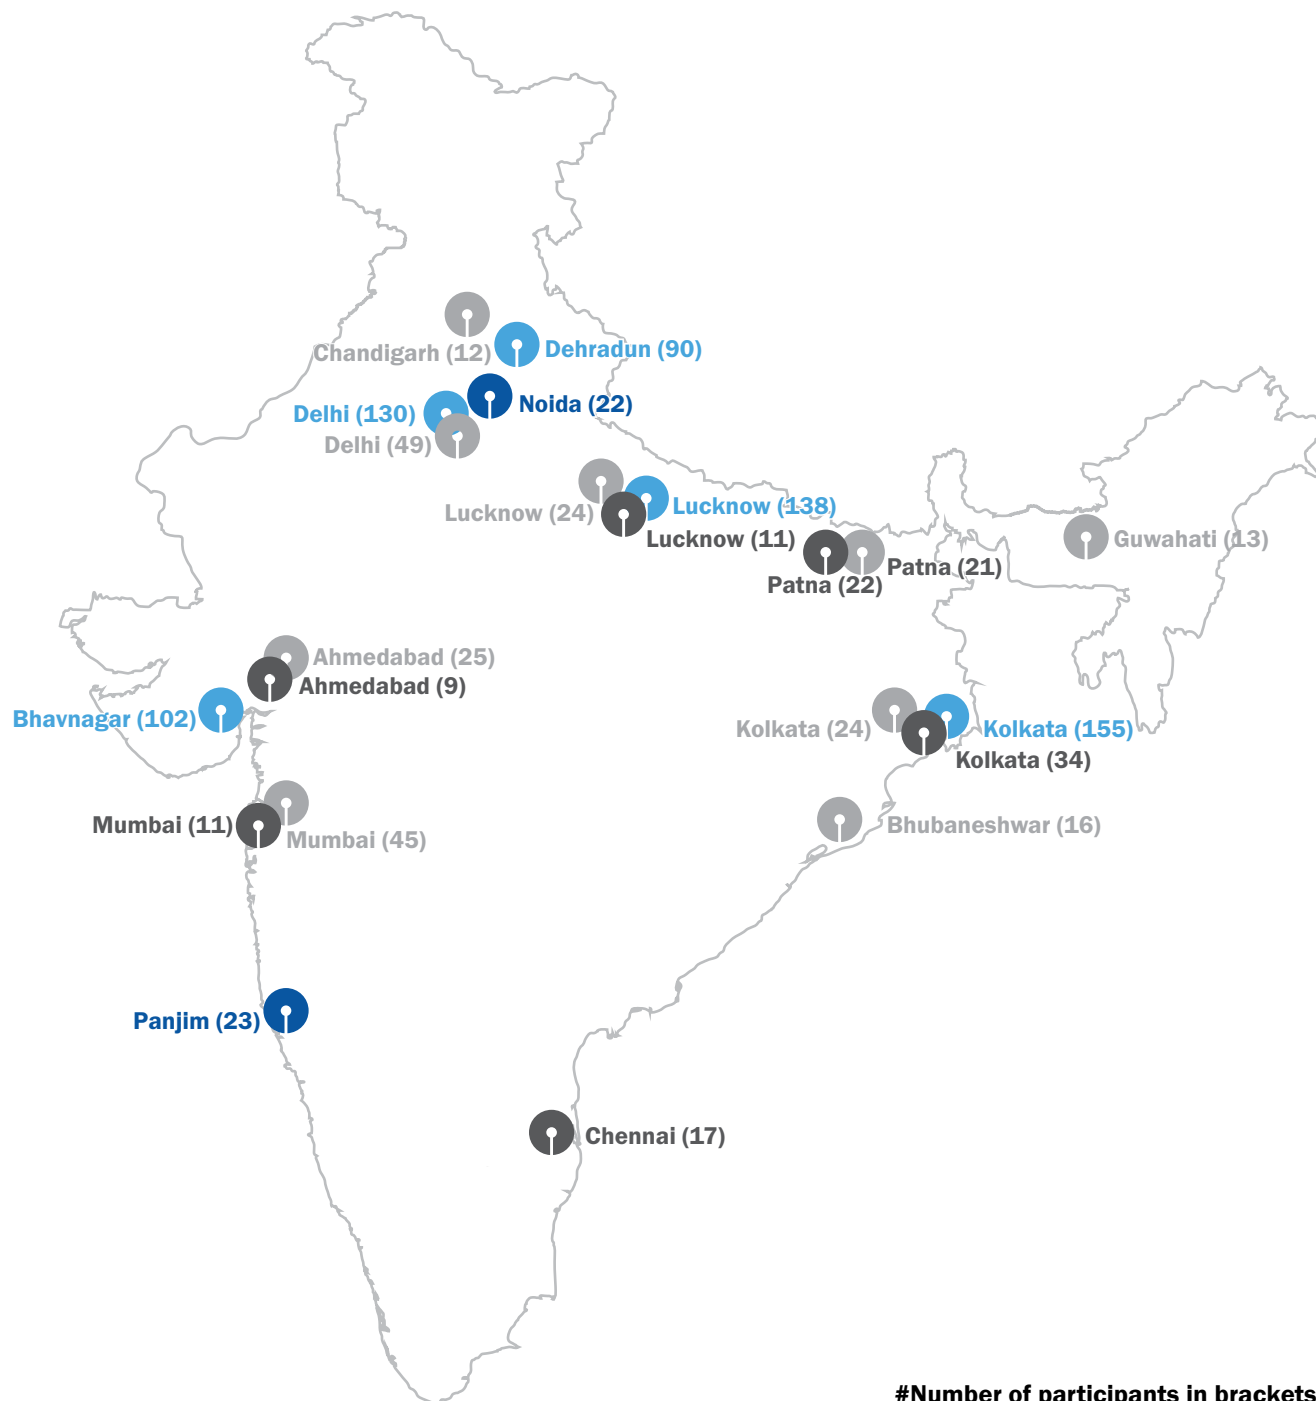 Chandigarh (12)
Dehradun (90)
Noida (22)
Delhi (130)
Delhi (49)
Lucknow (24)
Lucknow (138)
Lucknow (11)
Guwahati (13)
Patna (21)
Patna (22)
Ahmedabad (25)
Ahmedabad (9)
Bhavnagar (102)
Kolkata (24)
Kolkata (155)
Kolkata (34)
Mumbai (11)
Mumbai (45)
Bhubaneshwar (16)
Panjim (23)
Chennai (17)
#Number of participants in brackets